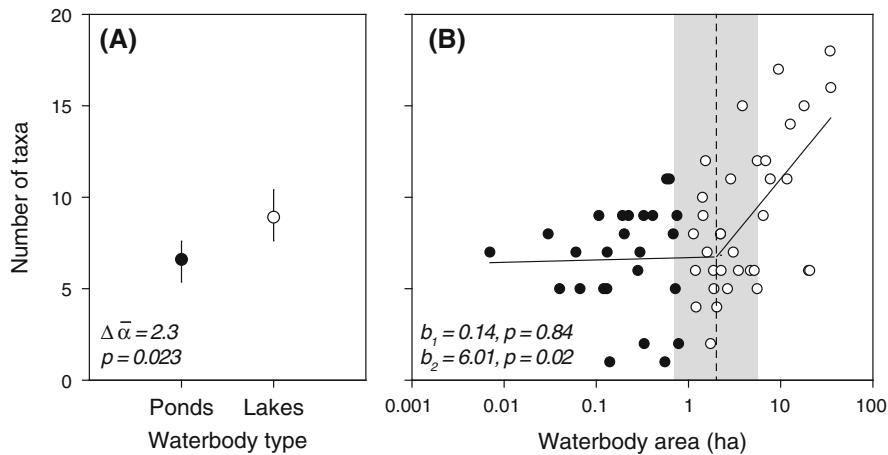 (A)
(B)
20
15
10
5
0
Number of taxa
Δ ᾱ = 2.3
p = 0.023
Ponds Lakes
Waterbody type
b₁ = 0.14, p = 0.84
b₂ = 6.01, p = 0.02
0.001 0.01 0.1 1 10 100
Waterbody area (ha)